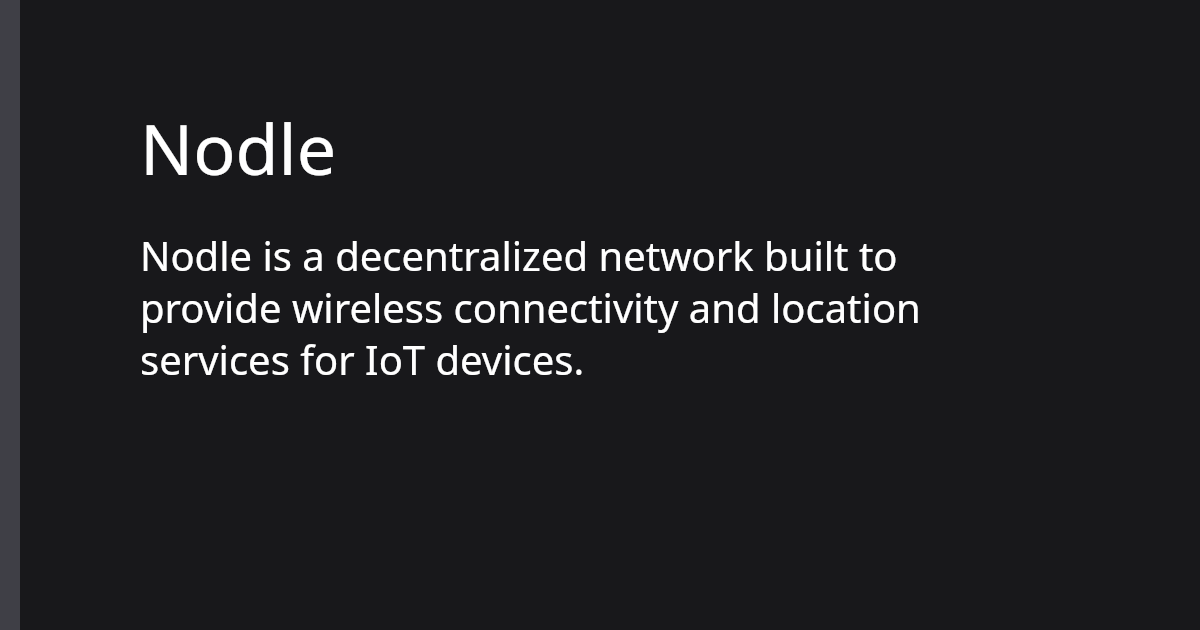 Nodle
Nodle is a decentralized network built to
provide wireless connectivity and location
services for IoT devices.